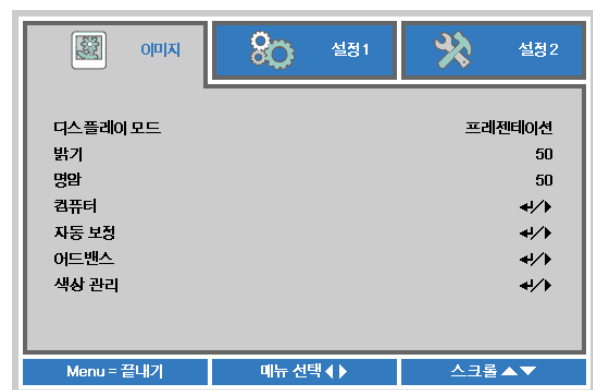 이미지 설정 1 설정 2
디스플레이 모드 프레젠테이션
밝기 50
명암 50
컴퓨터 ↵/▶
자동 보정 ↵/▶
어드밴스 ↵/▶
색상 관리 ↵/▶
Menu = 끝내기 메뉴 선택 ◀▶ 스크롤 ▲▼